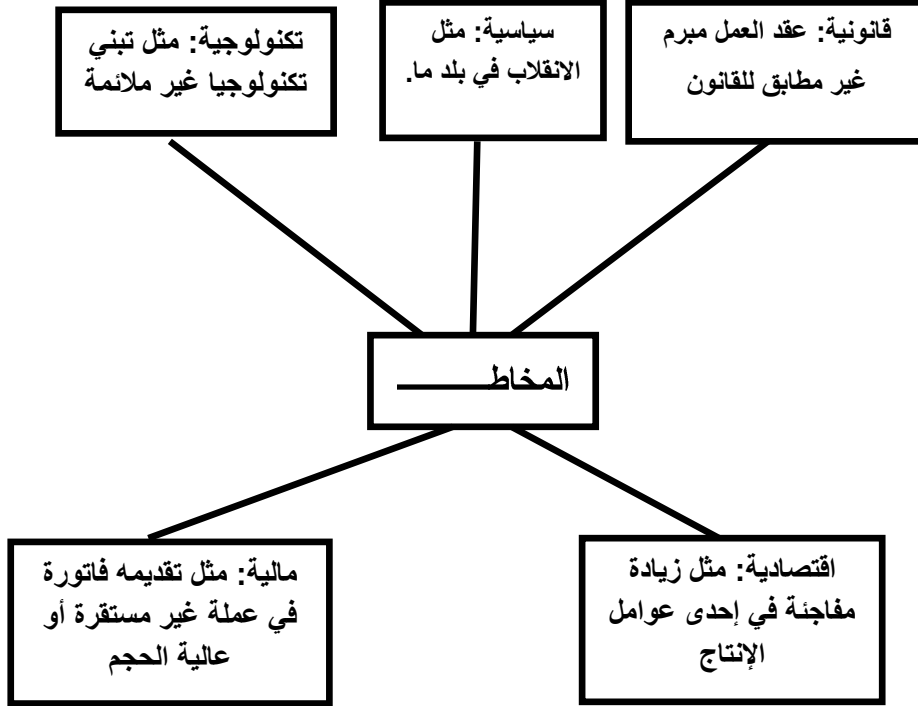 قانونية: عقد العمل مبرم
غير مطابق للقانون
سياسية: مثل
الانقلاب في بلد ما.
تكنولوجية: مثل تبني
تكنولوجيا غير ملائمة
المخاطـــــــــ
اقتصادية: مثل زيادة
مفاجئة في إحدى عوامل
الإنتاج
مالية: مثل تقديمه فاتورة
في عملة غير مستقرة أو
عالية الحجم